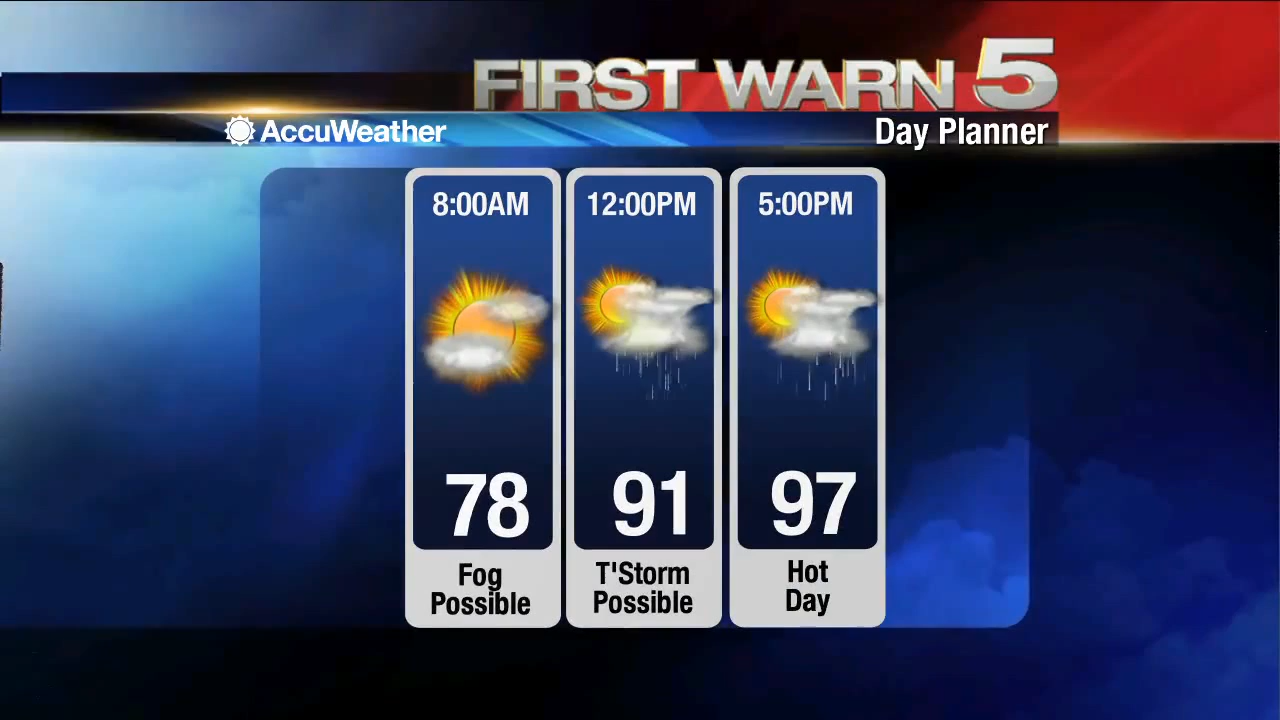 FIRST WARN 5
AccuWeather
Day Planner
8:00AM
12:00PM
5:00PM
78
91
97
Fog
Possible
T'Storm
Possible
Hot
Day